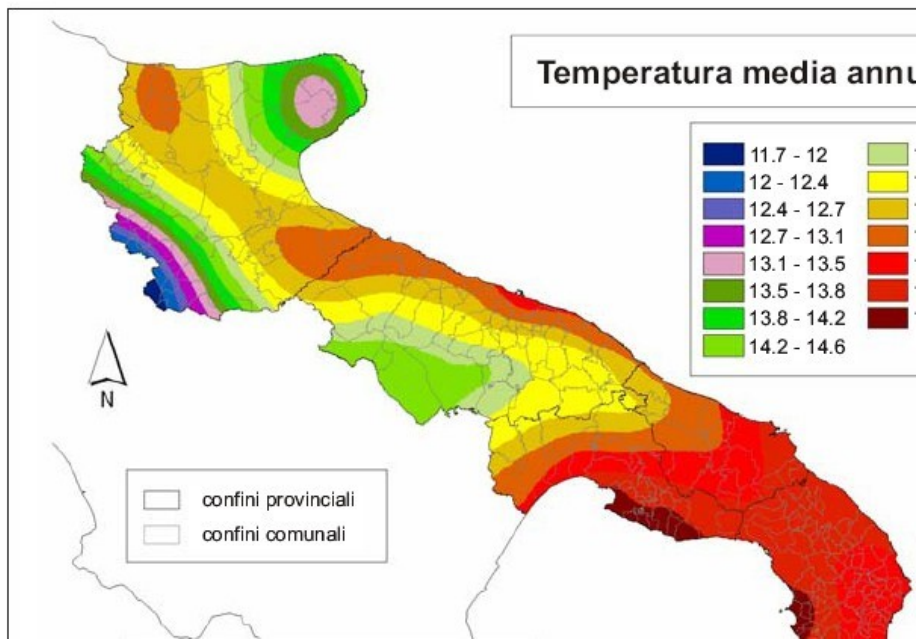 Temperatura media annu
11.7 - 12
12 - 12.4
12.4 - 12.7
12.7 - 13.1
13.1 - 13.5
13.5 - 13.8
13.8 - 14.2
14.2 - 14.6
N
confini provinciali
confini comunali